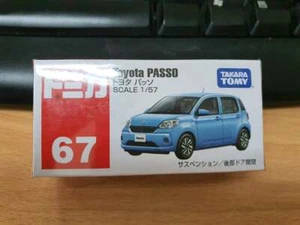 トミカ
Toyota PASSO
トヨタ パッソ
SCALE 1/57
TAKARA
TOMY
67
サスペンション／後部ドア開閉